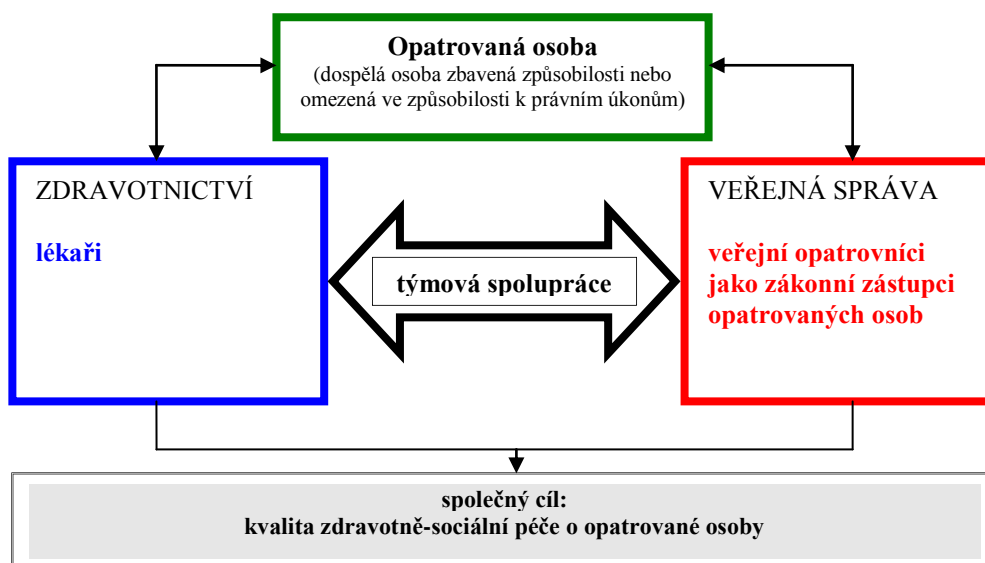 Opatrovaná osoba
(dospělá osoba zbavená způsobilosti nebo
omezená ve způsobilosti k právním úkonům)
ZDRAVOTNICTVÍ
lékaři
týmová spolupráce
VEŘEJNÁ SPRÁVA
veřejní opatrovníci
jako zákonní zástupci
opatrovaných osob
společný cíl:
kvalita zdravotně-sociální péče o opatrované osoby